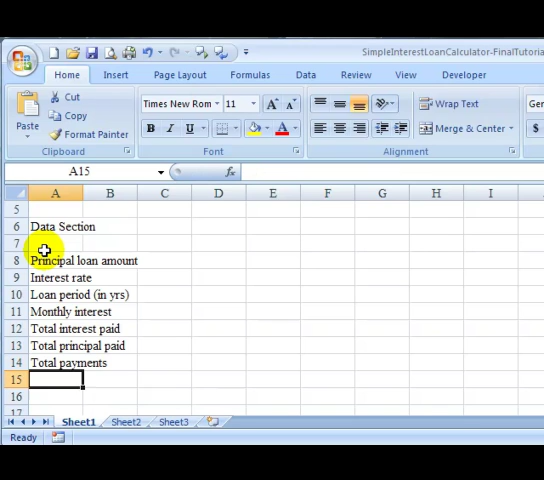 SimpleInterestLoanCalculator-FinalTutoria
Home Insert Page Layout Formulas Data Review View Developer
Paste
Cut
Copy
Format Painter
Clipboard
Times New Rom 11 A A
B I U A
Font
Wrap Text
Merge & Center
Alignment
Gen
$
A15 fx
A B C D E F G H I
5
6 Data Section
7
8 Principal loan amount
9 Interest rate
10 Loan period (in yrs)
11 Monthly interest
12 Total interest paid
13 Total principal paid
14 Total payments
15
16
17
Sheet1 Sheet2 Sheet3
Ready